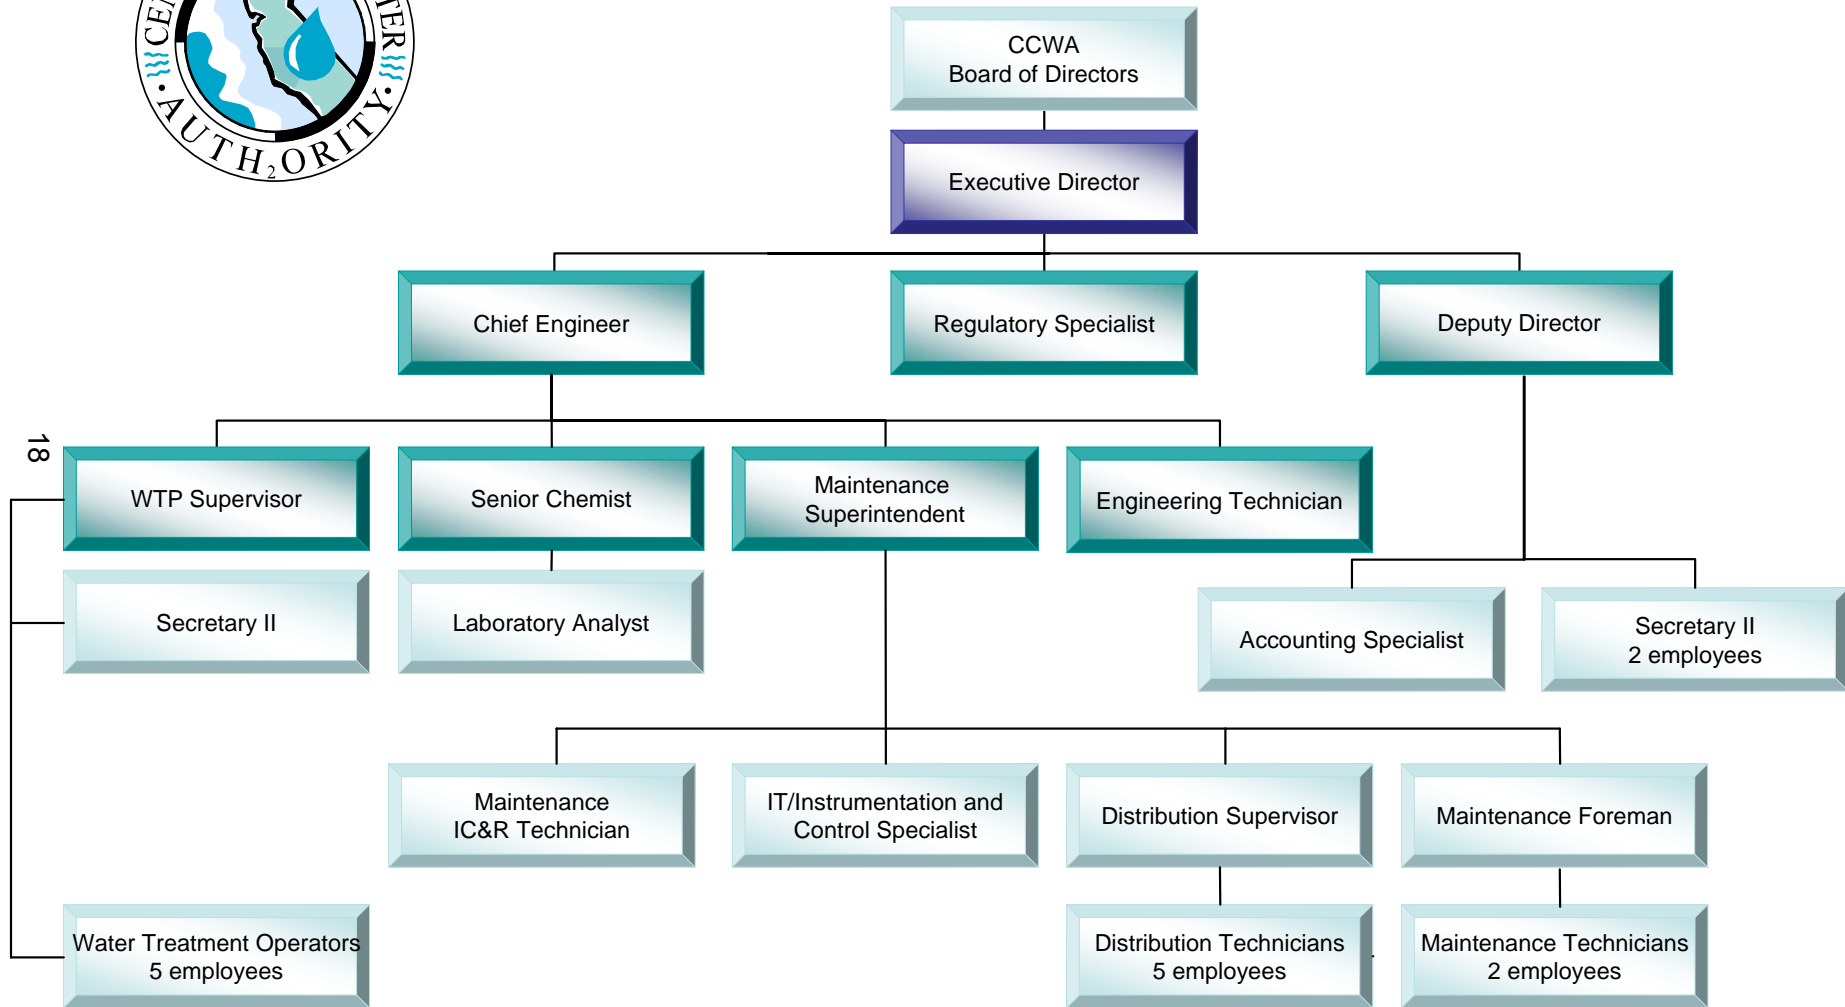 CCWA
Board of Directors
AUTH₂ORITY
Executive Director
Chief Engineer
Regulatory Specialist
Deputy Director
18
WTP Supervisor
Senior Chemist
Maintenance
Superintendent
Engineering Technician
Secretary II
Laboratory Analyst
Accounting Specialist
Secretary II
2 employees
Maintenance
IC&R Technician
IT/Instrumentation and
Control Specialist
Distribution Supervisor
Maintenance Foreman
Water Treatment Operators
5 employees
Distribution Technicians
5 employees
Maintenance Technicians
2 employees